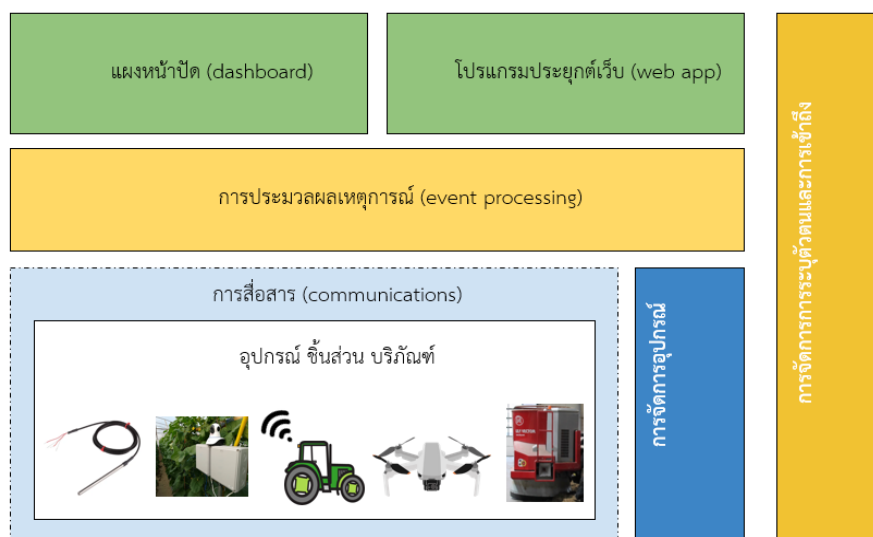 แผงหน้าปัด (dashboard)
โปรแกรมประยุกต์เว็บ (web app)
การประมวลผลเหตุการณ์ (event processing)
การสื่อสาร (communications)
อุปกรณ์ ชิ้นส่วน บริภัณฑ์
การจัดการอุปกรณ์
การจัดการการระบุตัวตนและการเข้าถึง